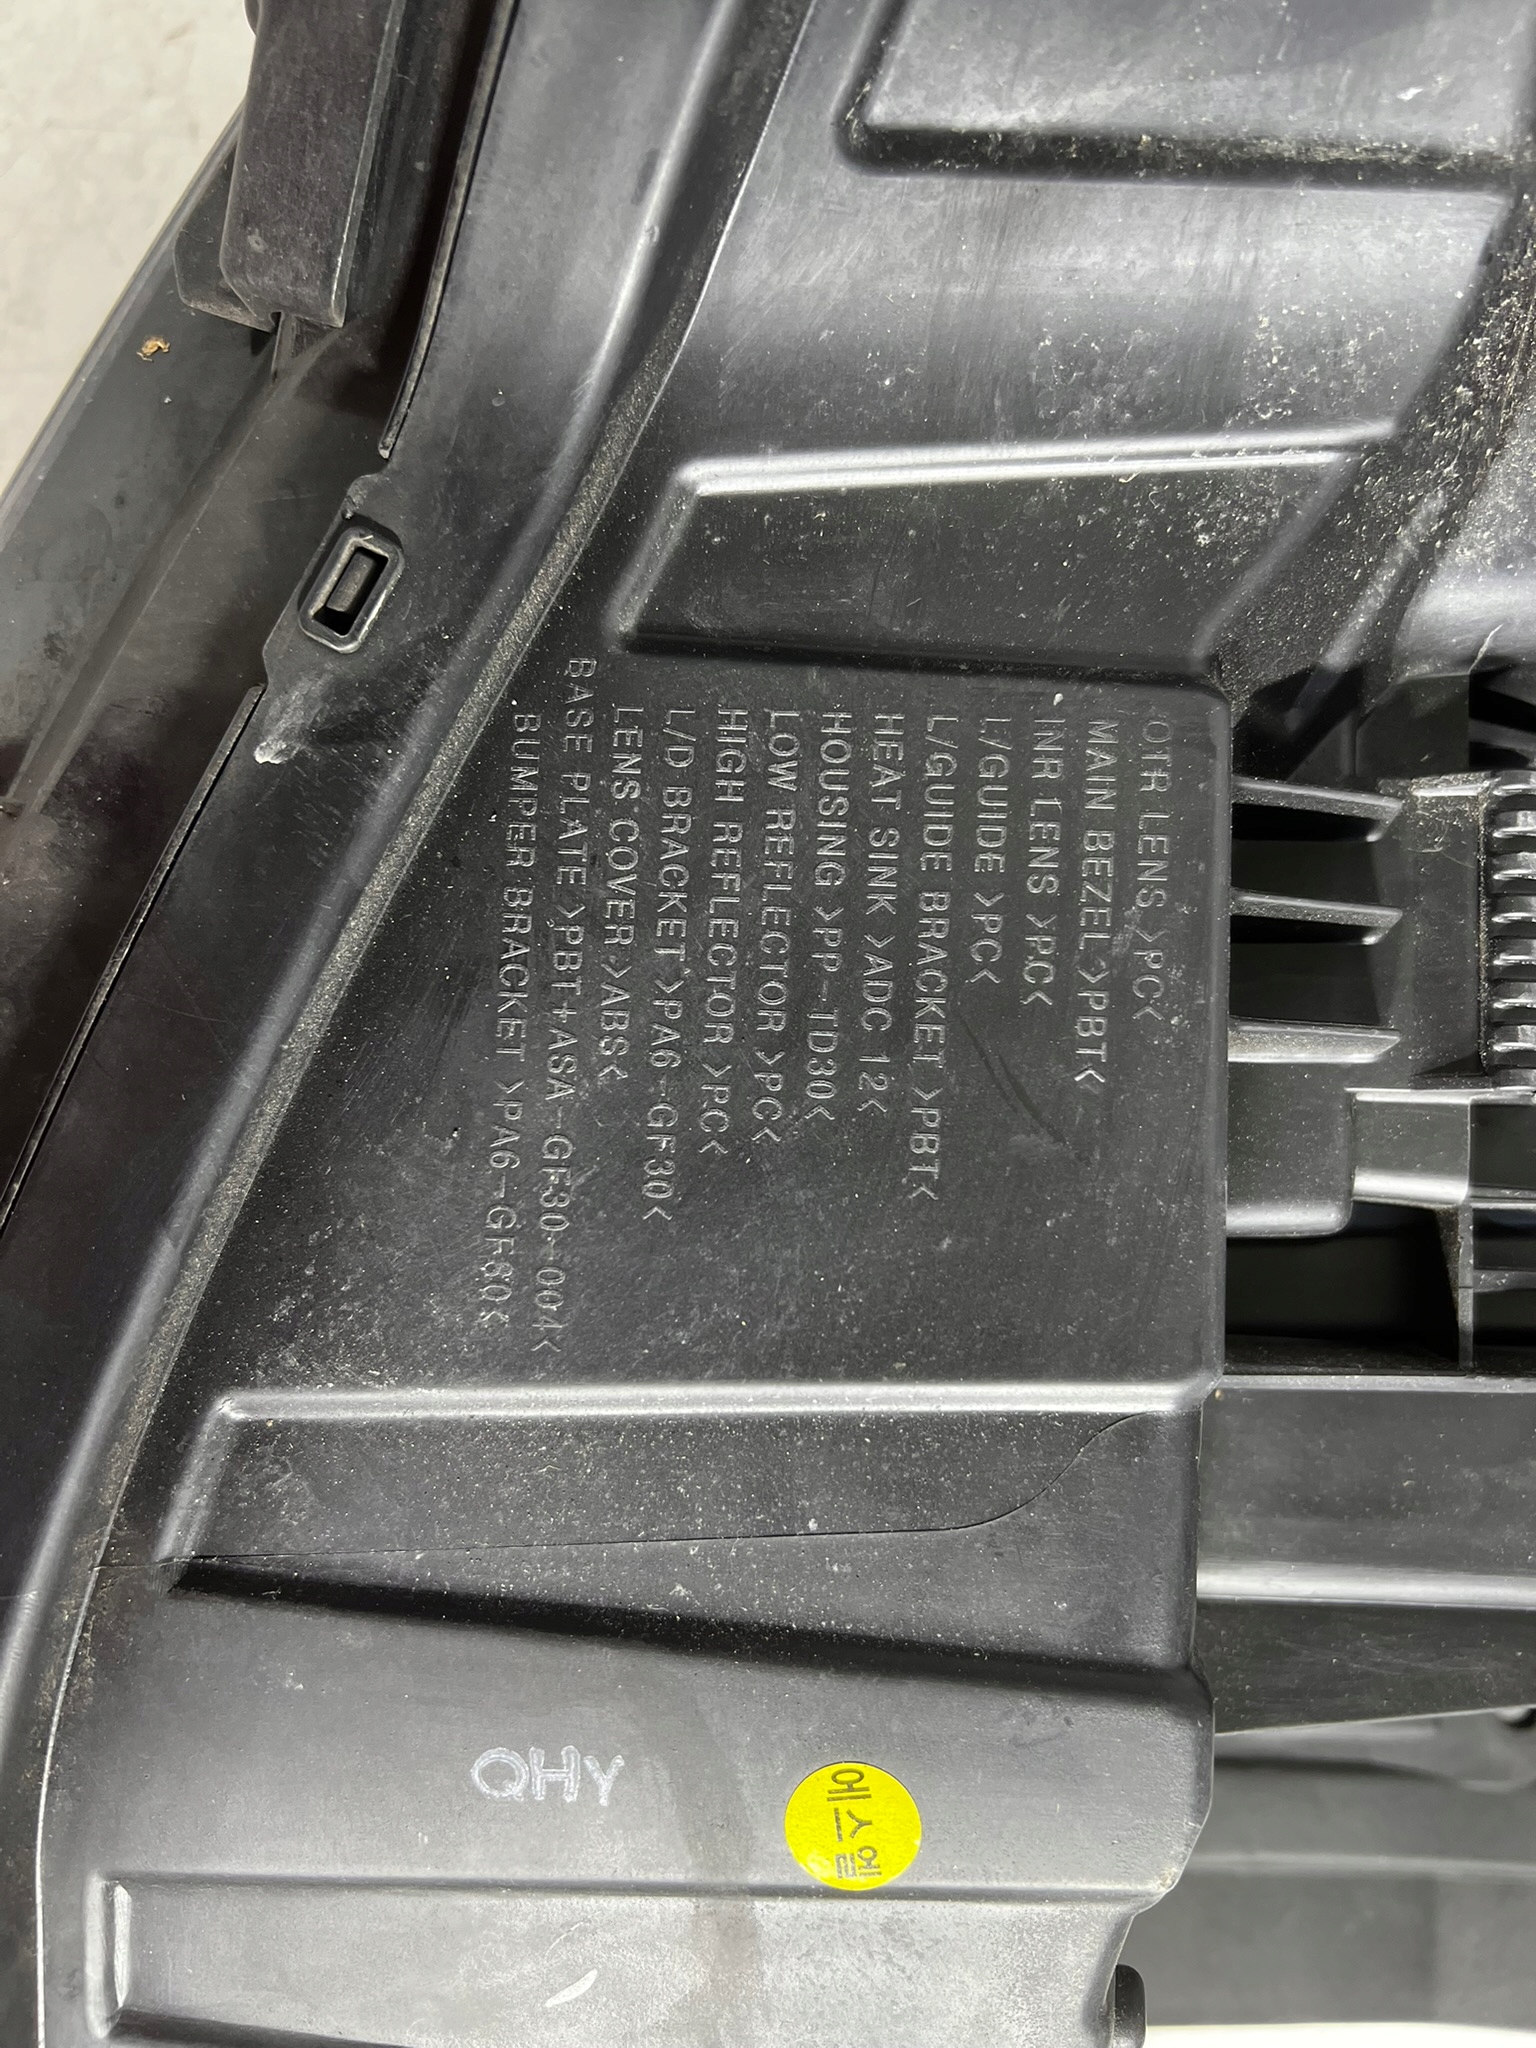 OTR LENS >PC<
MAIN BEZEL >PBT<
INR LENS >PC<
L/GUIDE >PC<
L/GUIDE BRACKET >PBT<
HEAT SINK >ADC 12<
HOUSING >PP-TD30<
LOW REFLECTOR >PC<
HIGH REFLECTOR >PC<
L/D BRACKET >PA6-GF30<
LENS COVER >ABS<
BASE PLATE >PBT+ASA-GF30-004<
BUMPER BRACKET >PA6-GF30<
QHY
에스엘